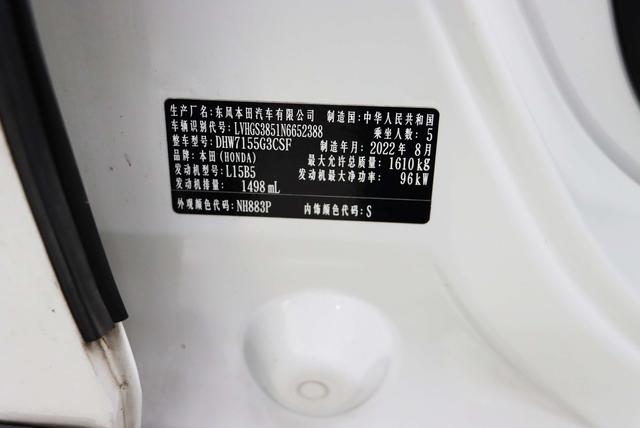 生产厂名：东风本田汽车有限公司 制造国：中华人民共和国
车辆识别代号：LVHGS3851N6652388 乘坐人数：5
整车型号：DHW7155G3CSF 制造年月：2022年8月
品牌：本田(HONDA) 最大允许总质量：1610kg
发动机型号：L15B5 发动机最大净功率：96kW
发动机排量：1498mL
外观颜色代码：NH883P 内饰颜色代码：S